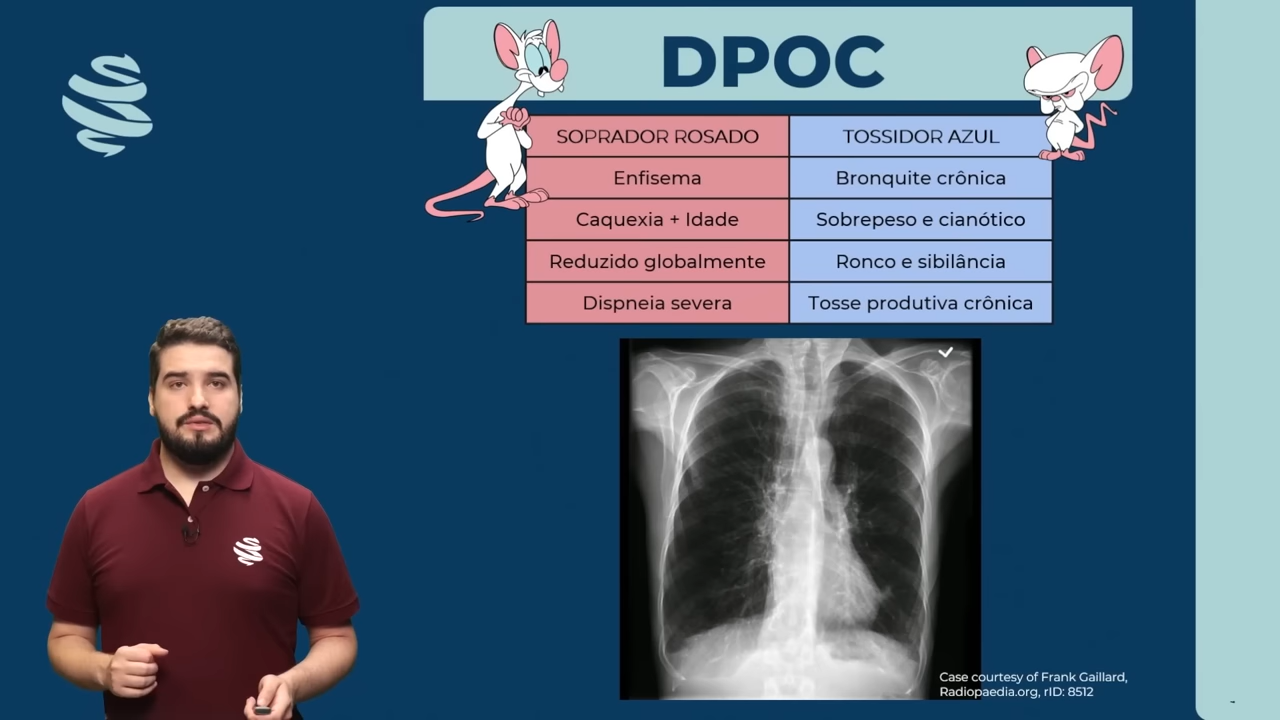 DPOC
SOPRADOR ROSADO
TOSSIDOR AZUL
Enfisema
Bronquite crônica
Caquexia + Idade
Sobrepeso e cianótico
Reduzido globalmente
Ronco e sibilância
Dispneia severa
Tosse produtiva crônica
Case courtesy of Frank Gaillard,
Radiopaedia.org, rID: 8512